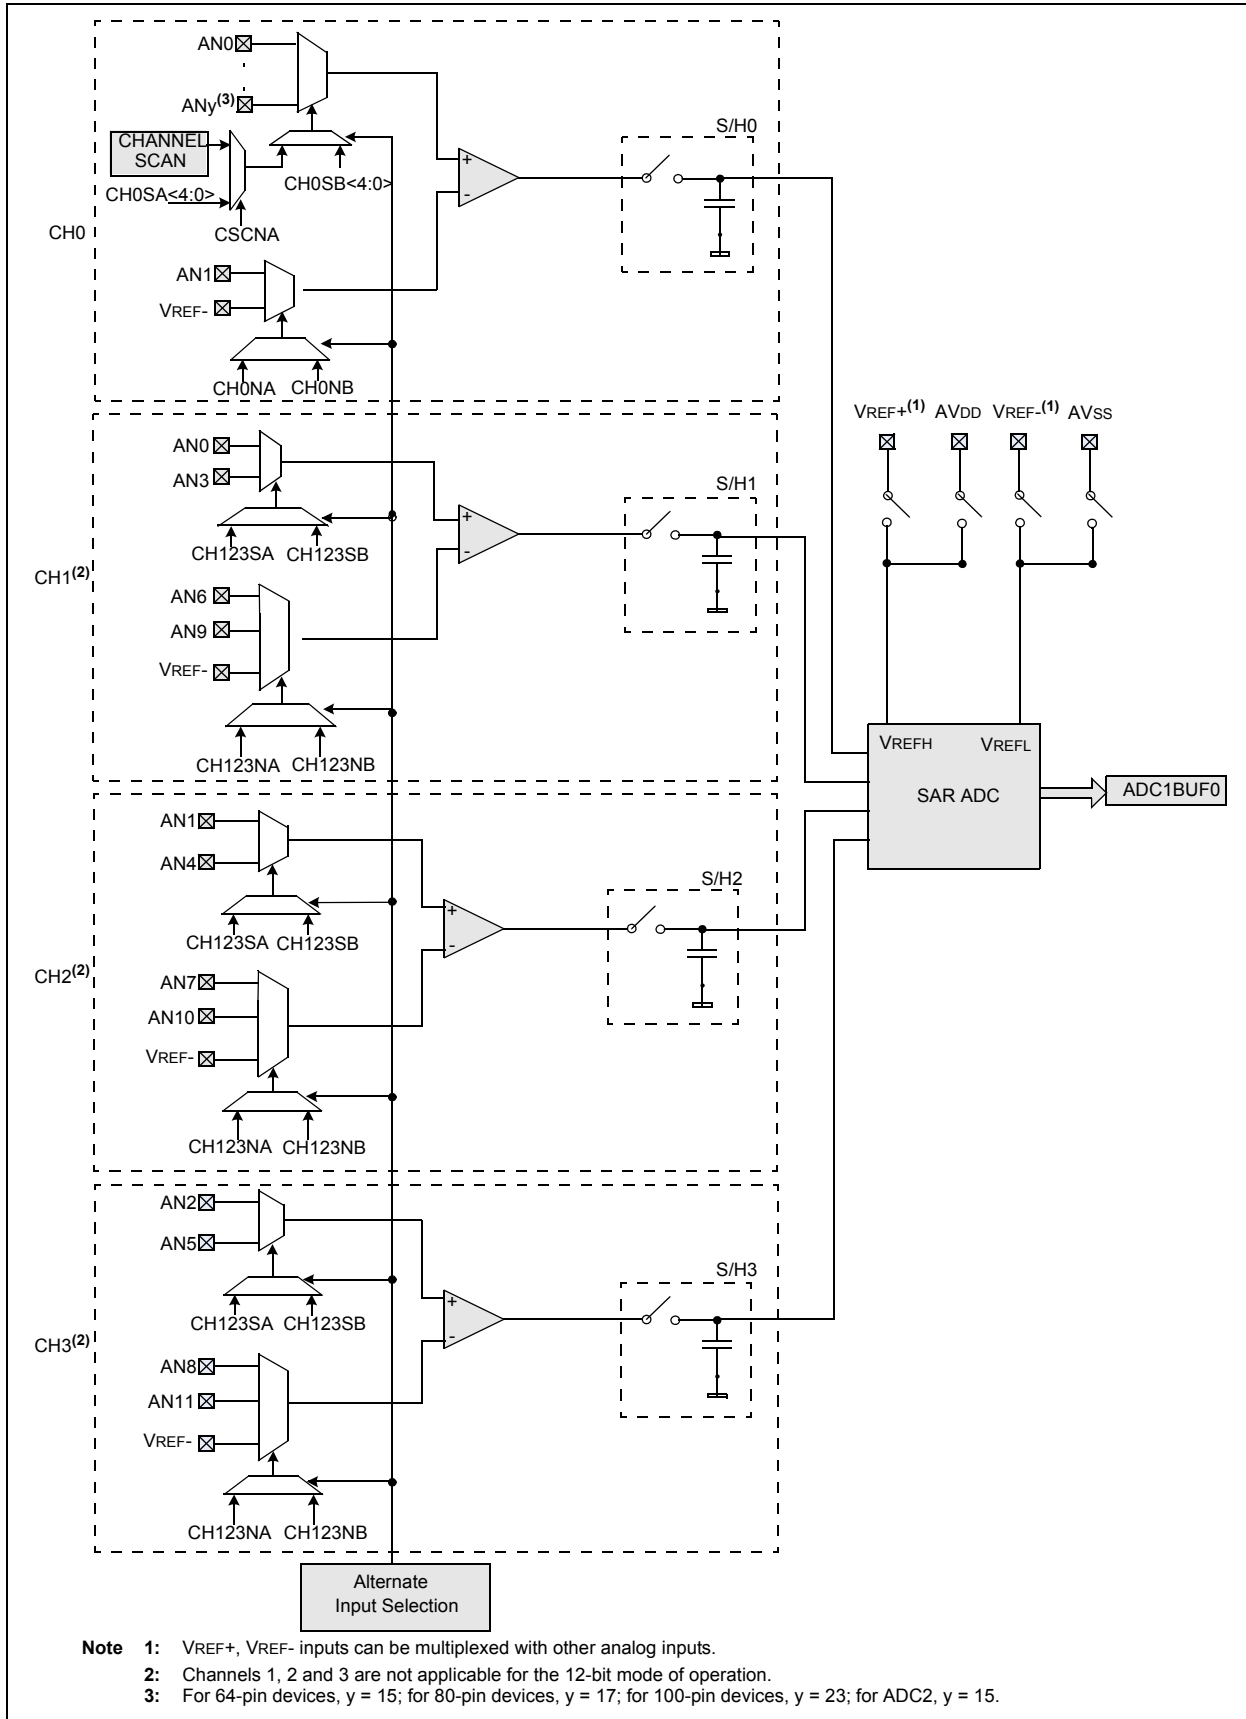 AN0
ANy(3)
S/H0
CHANNEL
SCAN
CH0SA<4:0>
CH0SB<4:0>
+
-
CSCNA
CH0
AN1
VREF-
CH0NA CH0NB
VREF+(1) AVDD VREF-(1) AVSS
AN0
AN3
S/H1
+
-
CH123SA CH123SB
CH1(2)
AN6
AN9
VREF-
CH123NA CH123NB
VREFH VREFL
SAR ADC
ADC1BUF0
AN1
AN4
S/H2
+
-
CH123SA CH123SB
CH2(2)
AN7
AN10
VREF-
CH123NA CH123NB
AN2
AN5
S/H3
+
-
CH123SA CH123SB
CH3(2)
AN8
AN11
VREF-
CH123NA CH123NB
Alternate
Input Selection
Note 1: VREF+, VREF- inputs can be multiplexed with other analog inputs.
2: Channels 1, 2 and 3 are not applicable for the 12-bit mode of operation.
3: For 64-pin devices, y = 15; for 80-pin devices, y = 17; for 100-pin devices, y = 23; for ADC2, y = 15.